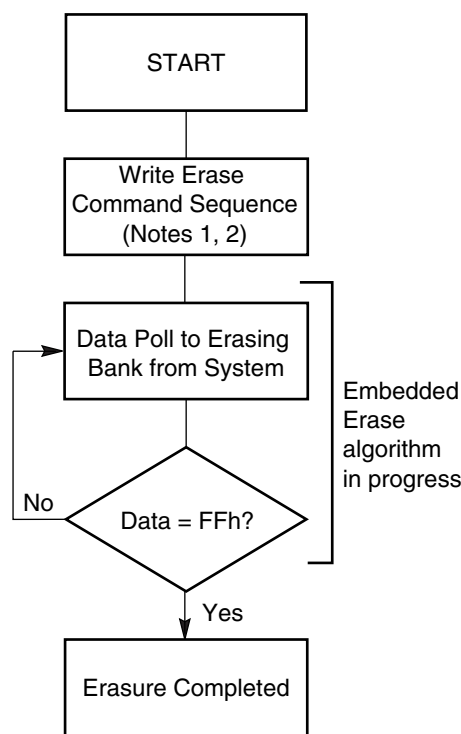 START
Write Erase
Command Sequence
(Notes 1, 2)
Data Poll to Erasing
Bank from System
Embedded
Erase
algorithm
in progress
No
Data = FFh?
Yes
Erasure Completed